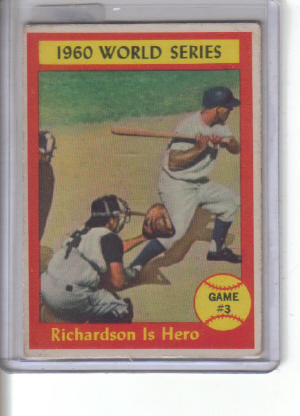 1960 WORLD SERIES
GAME
#3
Richardson Is Hero